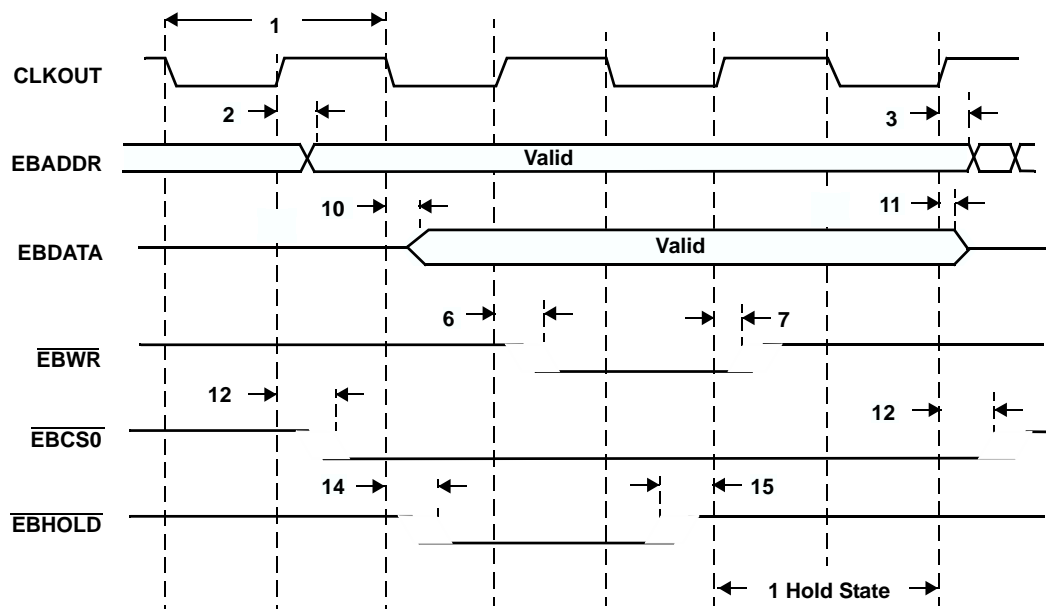 1
CLKOUT
2
3
EBADDR
Valid
10
11
EBDATA
Valid
6
7
EBWR
12
12
EBCS0
14
15
EBHOLD
1 Hold State